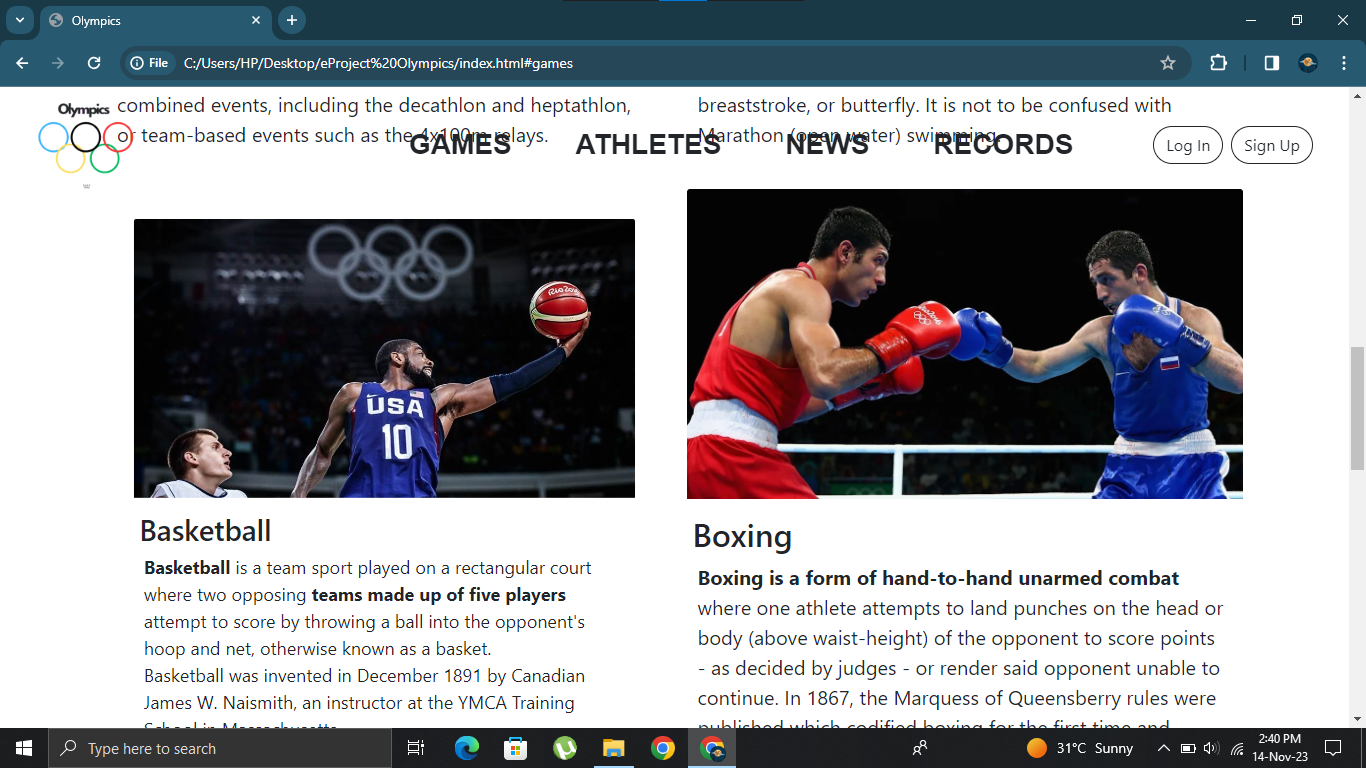 Olympics
File
C:/Users/HP/Desktop/eProject%20Olympics/index.html#games
Olympics
combined events, including the decathlon and heptathlon,
or team-based events such as the 4x100m relays.
breaststroke, or butterfly. It is not to be confused with
Marathon (open water) swimming.
GAMES
ATHLETES
NEWS
RECORDS
Log In
Sign Up
Rio 2016
USA
10
Rio2016
Basketball
Basketball is a team sport played on a rectangular court
where two opposing teams made up of five players
attempt to score by throwing a ball into the opponent's
hoop and net, otherwise known as a basket.
Basketball was invented in December 1891 by Canadian
James W. Naismith, an instructor at the YMCA Training
School in Massachusetts
Boxing
Boxing is a form of hand-to-hand unarmed combat
where one athlete attempts to land punches on the head or
body (above waist-height) of the opponent to score points
- as decided by judges - or render said opponent unable to
continue. In 1867, the Marquess of Queensberry rules were
published which codified boxing for the first time and
Type here to search
31°C Sunny
2:40 PM
14-Nov-23